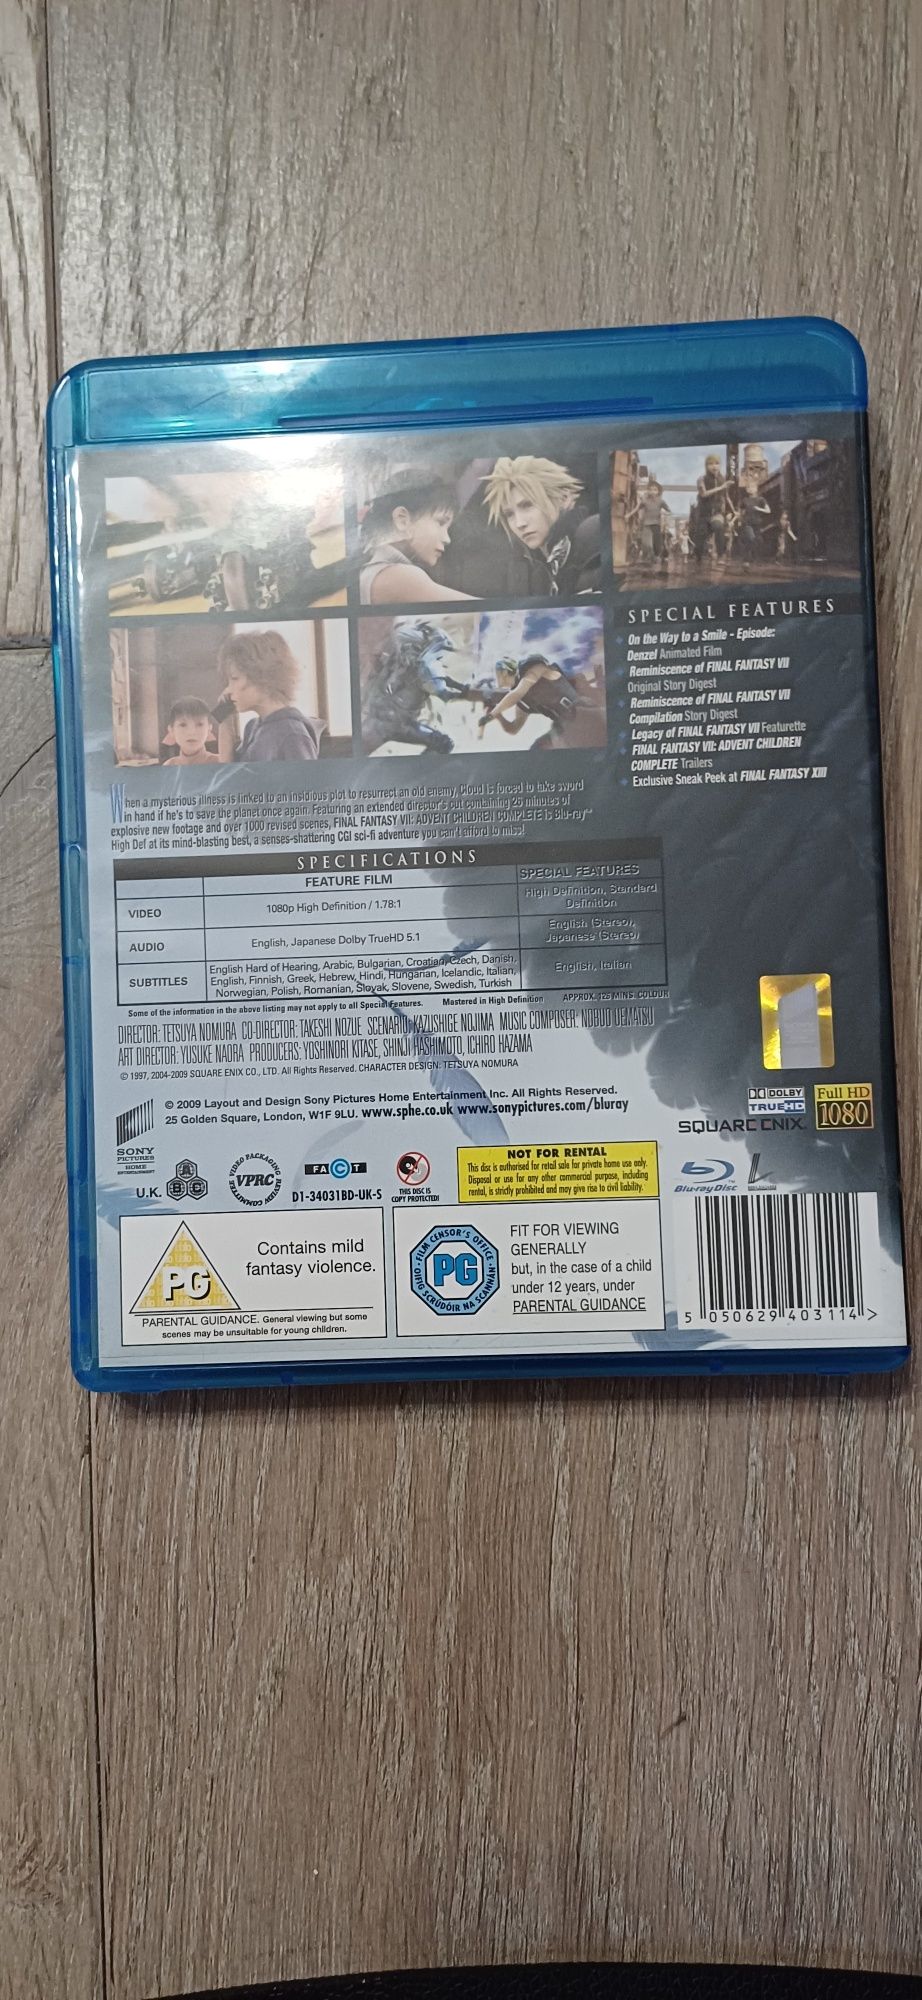 SPECIAL FEATURES
On the Way to a Smile - Episode:
Denzel Animated Film
Reminiscence of FINAL FANTASY VII
Original Story Digest
Reminiscence of FINAL FANTASY VII
Compilation Story Digest
Legacy of FINAL FANTASY VII Featurette
FINAL FANTASY VII: ADVENT CHILDREN
COMPLETE Trailers
Exclusive Sneak Peek at FINAL FANTASY XIII
When a mysterious illness is linked to an insidious plot to resurrect an old enemy, Cloud is forced to take sword
in hand if he's to save the planet once again. Featuring an extended director's cut containing 26 minutes of
explosive new footage and over 1000 revised scenes, FINAL FANTASY VII: ADVENT CHILDREN COMPLETE is Blu-ray™
High Def at its mind-blasting best, a senses-shattering CGI sci-fi adventure you can't afford to miss!
SPECIFICATIONS
FEATURE FILM
SPECIAL FEATURES
VIDEO
1080p High Definition / 1.78:1
High Definition, Standard
Definition
AUDIO
English, Japanese Dolby TrueHD 5.1
English (Stereo),
Japanese (Stereo)
SUBTITLES
English Hard of Hearing, Arabic, Bulgarian, Croatian, Czech, Danish,
English, Finnish, Greek, Hebrew, Hindi, Hungarian, Icelandic, Italian,
Norwegian, Polish, Romanian, Slovak, Slovene, Swedish, Turkish
English, Italian
Some of the information in the above listing may not apply to all Special Features. Mastered in High Definition APPROX. 125 MINS. COLOUR
DIRECTOR: TETSUYA NOMURA CO-DIRECTOR: TAKESHI NOZUE SCENARIO: KAZUSHIGE NOJIMA MUSIC COMPOSER: NOBUO UEMATSU
ART DIRECTOR: YUSUKE NAORA PRODUCERS: YOSHINORI KITASE, SHINJI HASHIMOTO, ICHIRO HAZAMA
© 1997, 2004-2009 SQUARE ENIX CO., LTD. All Rights Reserved. CHARACTER DESIGN: TETSUYA NOMURA
© 2009 Layout and Design Sony Pictures Home Entertainment Inc. All Rights Reserved.
25 Golden Square, London, W1F 9LU. www.sphe.co.uk www.sonypictures.com/bluray
SONY
PICTURES
HOME
ENTERTAINMENT
DOLBY
TRUEHD
Full HD
1080
SQUARE ENIX.
U.K.
BBC
VIDEO PACKAGING REVIEW COMMITTEE
VPRC
FACT
D1-34031BD-UK-S
THIS DISC IS
COPY PROTECTED
NOT FOR RENTAL
This disc is authorised for retail sale for private home use only.
Disposal or use for any other commercial purpose, including
rental, is strictly prohibited and may give rise to civil liability.
Blu-ray Disc™
PG
Contains mild
fantasy violence.
PARENTAL GUIDANCE. General viewing but some
scenes may be unsuitable for young children.
FILM CENSOR'S OFFICE
PG
OIFIG SCRÚDÓIR NA SCANNÁN
FIT FOR VIEWING
GENERALLY
but, in the case of a child
under 12 years, under
PARENTAL GUIDANCE
5 050629 403114 >